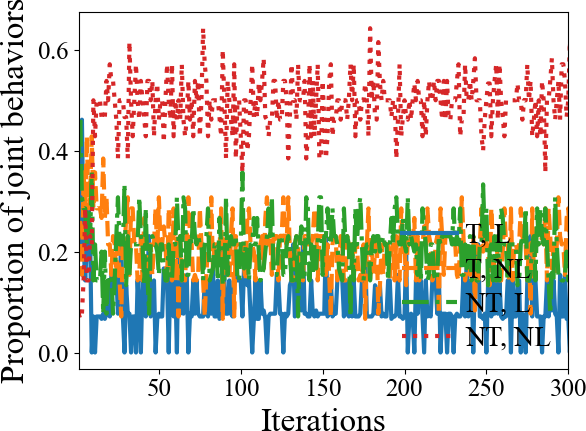 Proportion of joint behaviors
0.6
0.4
0.2
0.0
T, L
T, NL
NT, L
NT, NL
50 100 150 200 250 300
Iterations